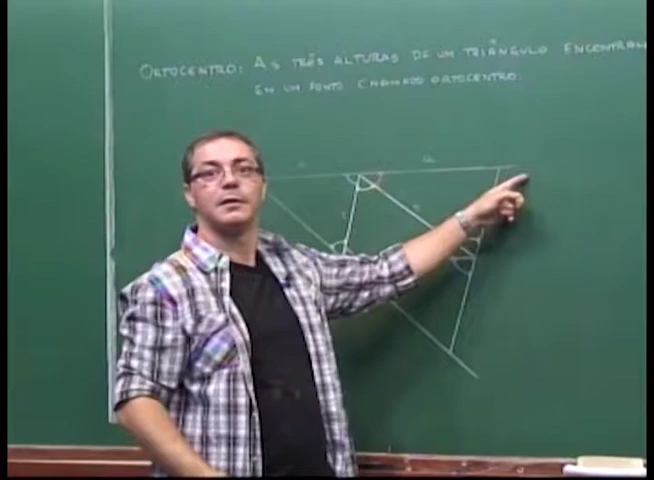 ORTOCENTRO: AS TRÊS ALTURAS DE UM TRIÂNGULO ENCONTRAM
EM UM PONTO CHAMADO ORTOCENTRO.